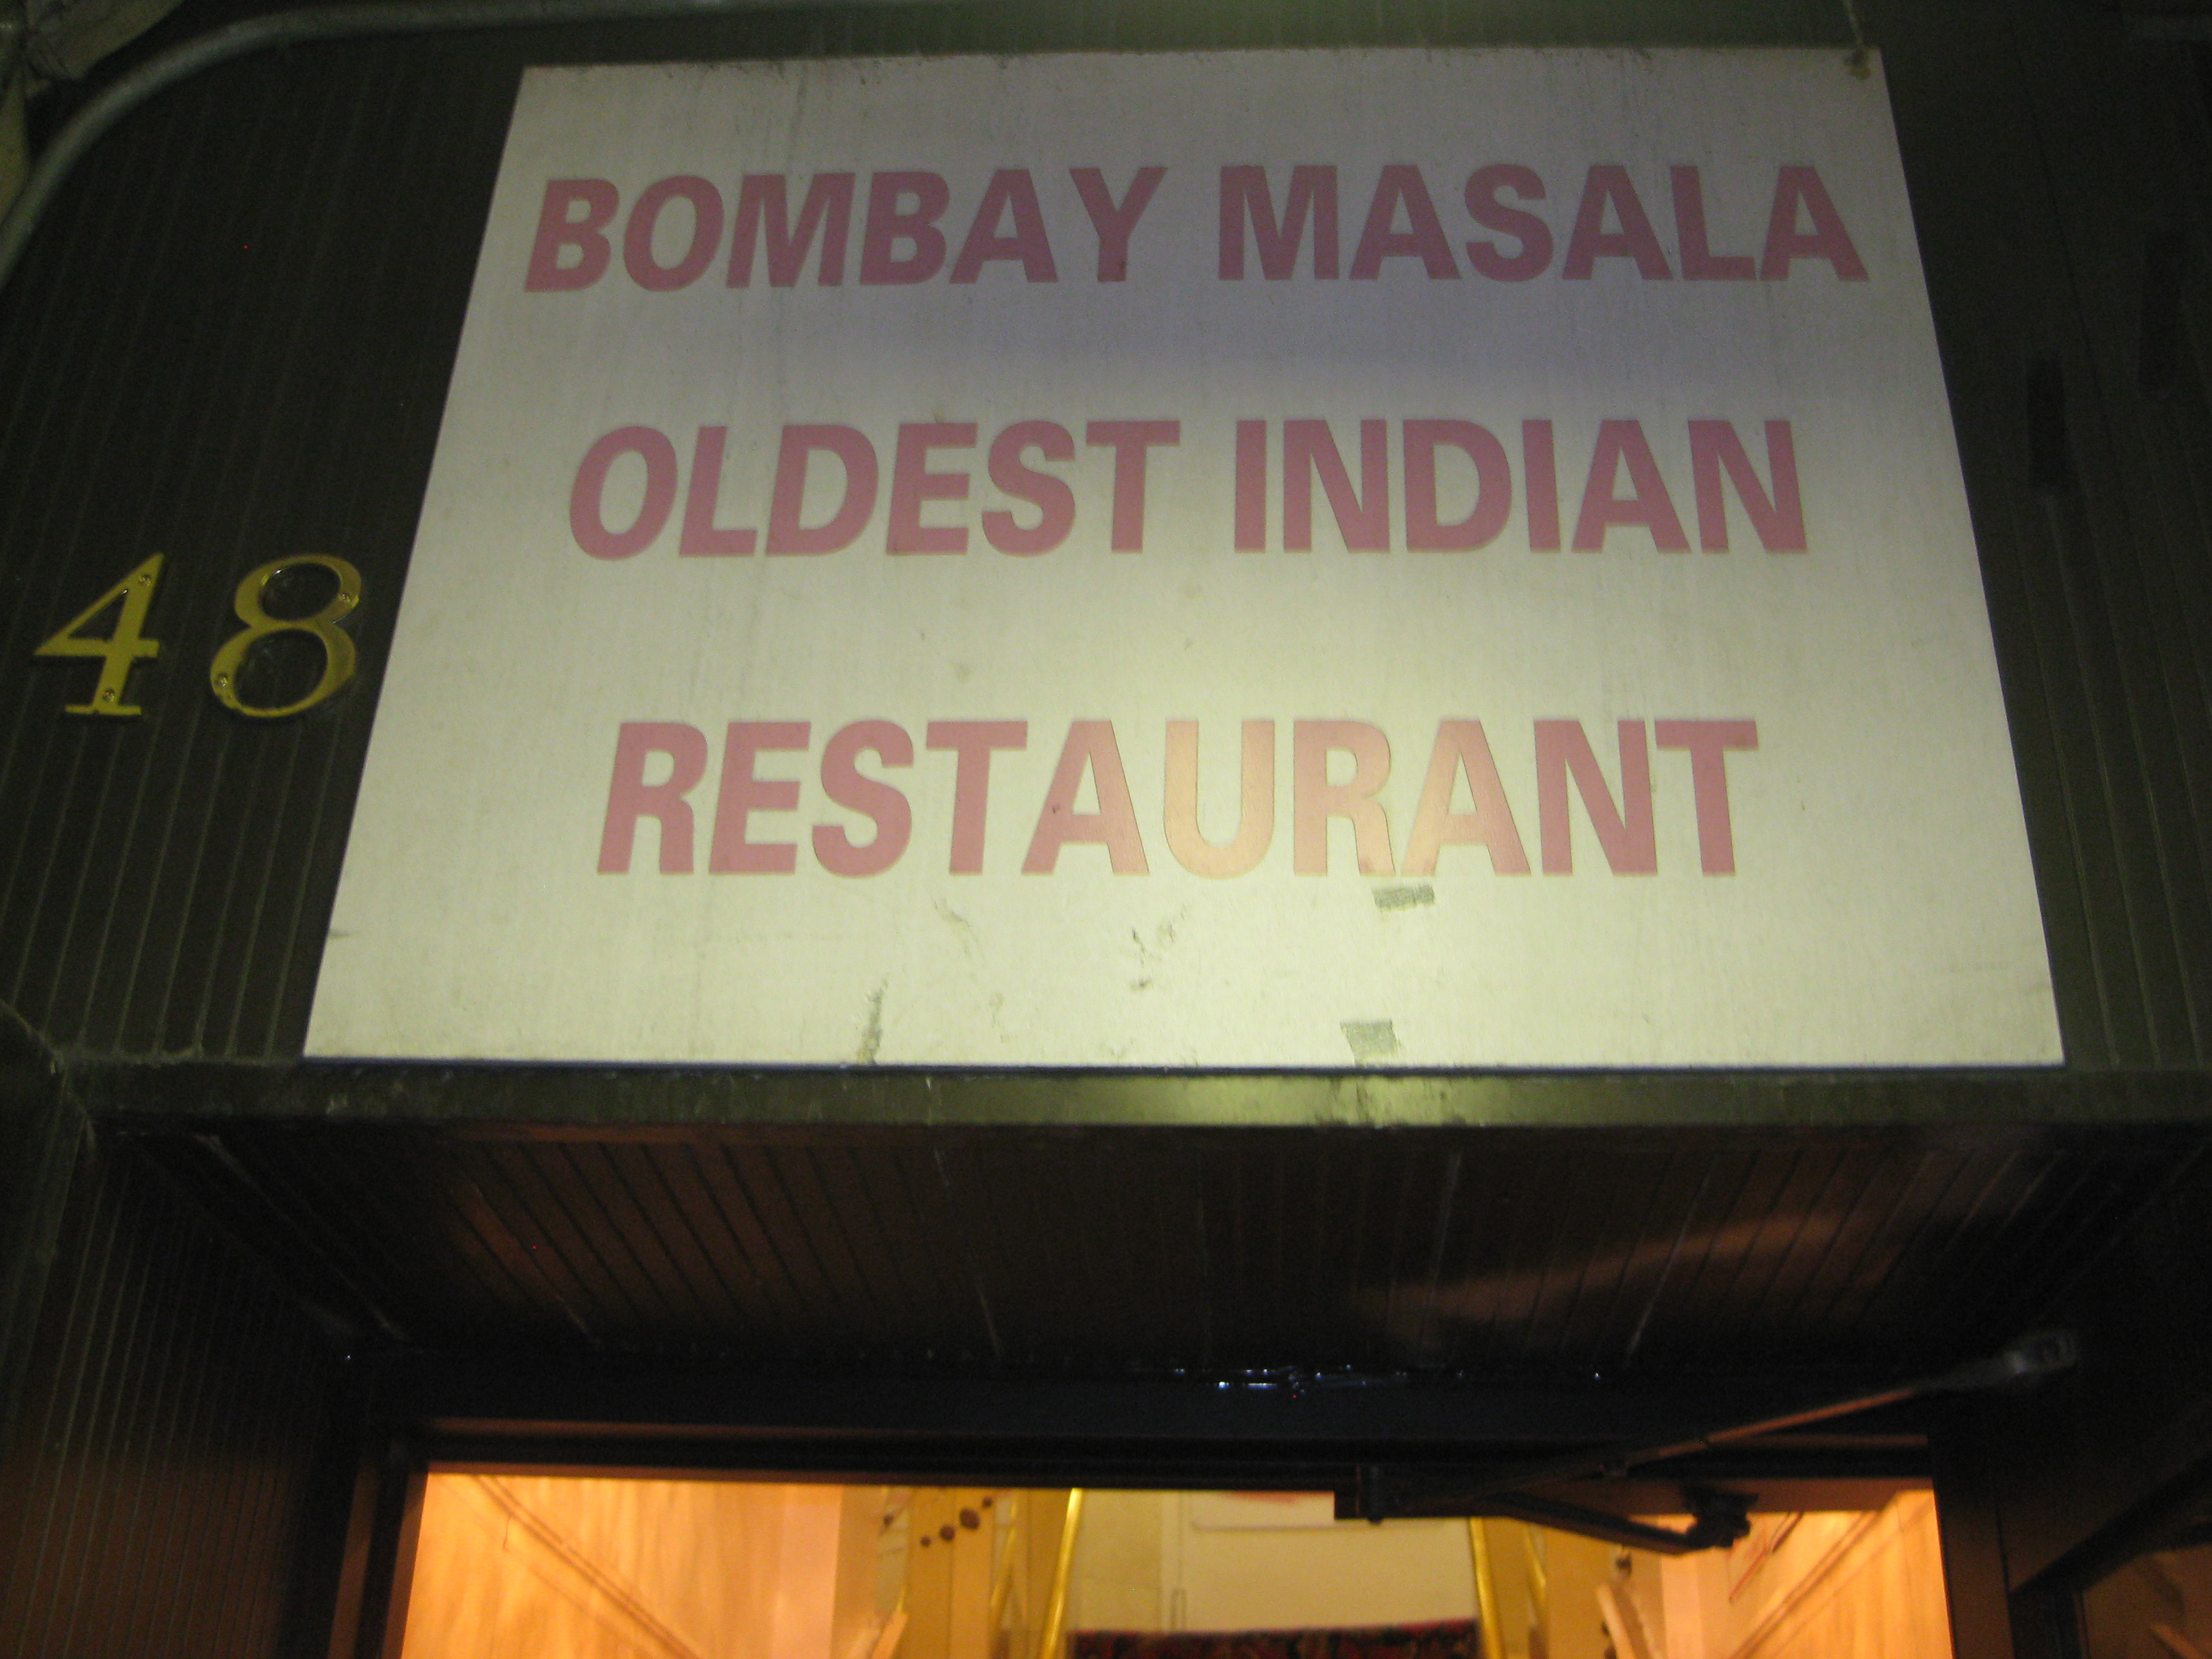 BOMBAY MASALA
OLDEST INDIAN
48
RESTAURANT